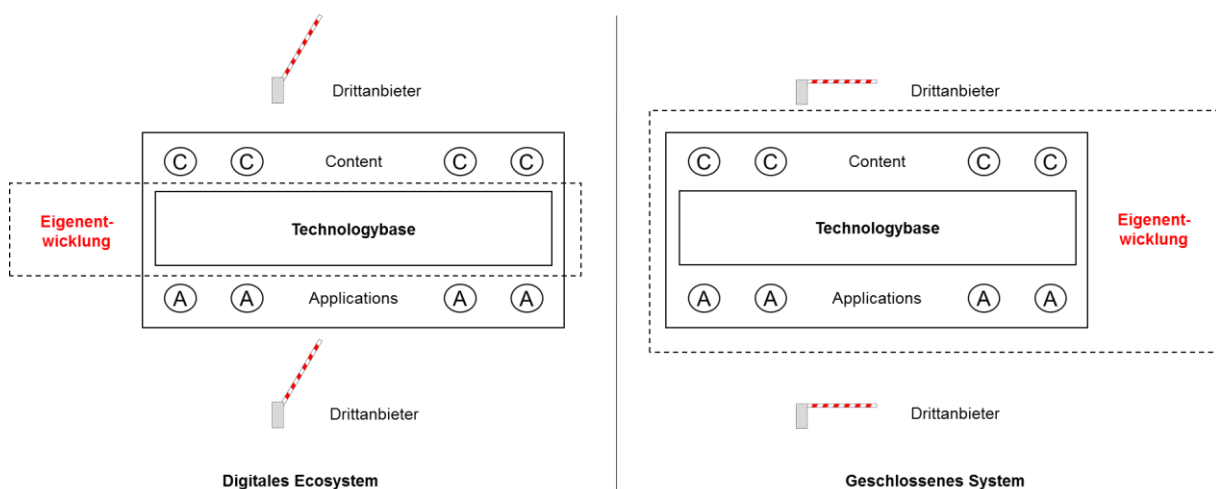 Drittanbieter
C C Content C C
Eigenent-
wicklung
Technologybase
A A Applications A A
Drittanbieter
Digitales Ecosystem
Drittanbieter
C C Content C C
Technologybase
Eigenent-
wicklung
A A Applications A A
Drittanbieter
Geschlossenes System